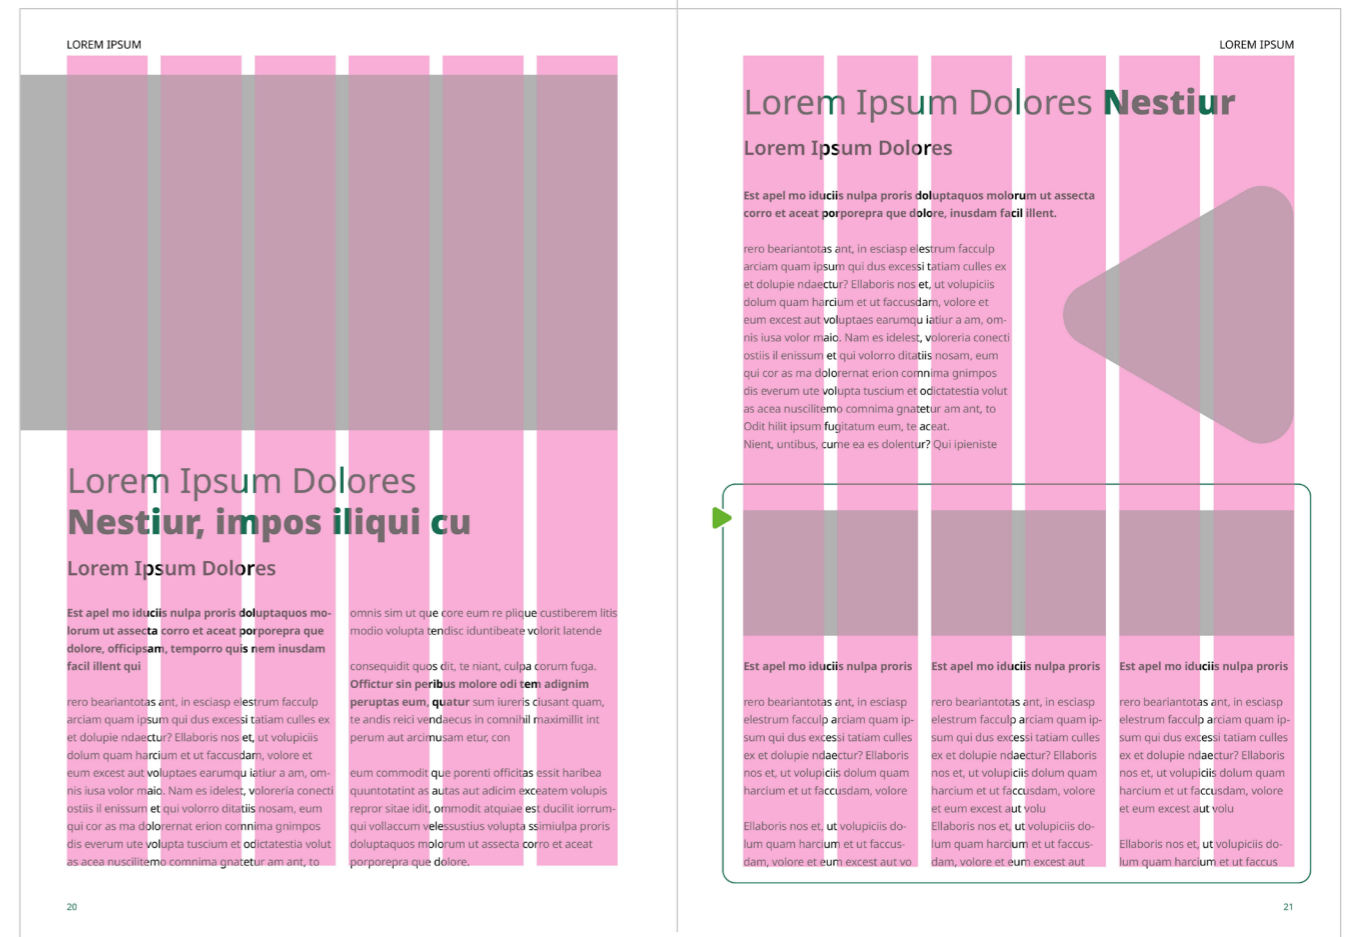 LOREM IPSUM
Lorem Ipsum Dolores
Nestiur, impos iliqui cu
Lorem Ipsum Dolores
Est apel mo iduciis nulpa proris doluptaquos mo-
lorum ut assecta corro et aceat porporepra que
dolore, officipsam, temporro quis nem inusdam
facil illent qui
rero beariantotas ant, in esciasp elestrum facculp
arciam quam ipsum qui dus excessi tatiam culles ex
et dolupie ndaectur? Ellaboris nos et, ut volupiciis
dolum quam harcium et ut faccusdam, volore et
eum excest aut voluptaes earumqu iatiur a am, om-
nis iusa volor maio. Nam es idelest, voloreria conecti
ostiis il enissum et qui volorro ditatiis nosam, eum
qui cor as ma dolorernat erion comnima gnimpos
dis everum ute volupta tuscium et odictatestia volut
as acea nuscilitemo comnima gnatetur am ant, to
omnis sim ut que core eum re plique custiberem litis
modio volupta tendisc iduntibeate volorit latende
consequidit quos dit, te niant, culpa corum fuga.
Offictur sin peribus molore odi tem adignim
peruptas eum, quatur sum iureris ciusant quam,
te andis reici vendaecus in comnihil maximillit int
perum aut arcimusam etur, con
eum commodit que porenti officitas essit haribea
quuntotatint as autas aut adicim exceatem volupis
repror sitae idit, ommodit atquiae est ducilit iorrum-
qui vollaccum velessustius volupta ssimiulpa proris
doluptaquos molorum ut assecta corro et aceat
porporepra que dolore.
20
LOREM IPSUM
Lorem Ipsum Dolores Nestiur
Lorem Ipsum Dolores
Est apel mo iduciis nulpa proris doluptaquos molorum ut assecta
corro et aceat porporepra que dolore, inusdam facil illent.
rero beariantotas ant, in esciasp elestrum facculp
arciam quam ipsum qui dus excessi tatiam culles ex
et dolupie ndaectur? Ellaboris nos et, ut volupiciis
dolum quam harcium et ut faccusdam, volore et
eum excest aut voluptaes earumqu iatiur a am, om-
nis iusa volor maio. Nam es idelest, voloreria conecti
ostiis il enissum et qui volorro ditatiis nosam, eum
qui cor as ma dolorernat erion comnima gnimpos
dis everum ute volupta tuscium et odictatestia volut
as acea nuscilitemo comnima gnatetur am ant, to
Odit hilit ipsum fugitatum eum, te aceat.
Nient, untibus, cume ea es dolentur? Qui ipieniste
Est apel mo iduciis nulpa proris
rero beariantotas ant, in esciasp
elestrum facculp arciam quam ip-
sum qui dus excessi tatiam culles
ex et dolupie ndaectur? Ellaboris
nos et, ut volupiciis dolum quam
harcium et ut faccusdam, volore
Ellaboris nos et, ut volupiciis do-
lum quam harcium et ut faccus-
dam, volore et eum excest aut vo
Est apel mo iduciis nulpa proris
rero beariantotas ant, in esciasp
elestrum facculp arciam quam ip-
sum qui dus excessi tatiam culles
ex et dolupie ndaectur? Ellaboris
nos et, ut volupiciis dolum quam
harcium et ut faccusdam, volore
et eum excest aut volu
Ellaboris nos et, ut volupiciis do-
lum quam harcium et ut faccus-
dam, volore et eum excest aut
Est apel mo iduciis nulpa proris
rero beariantotas ant, in esciasp
elestrum facculp arciam quam ip-
sum qui dus excessi tatiam culles
ex et dolupie ndaectur? Ellaboris
nos et, ut volupiciis dolum quam
harcium et ut faccusdam, volore
et eum excest aut volu
Ellaboris nos et, ut volupiciis do-
lum quam harcium et ut faccus
21